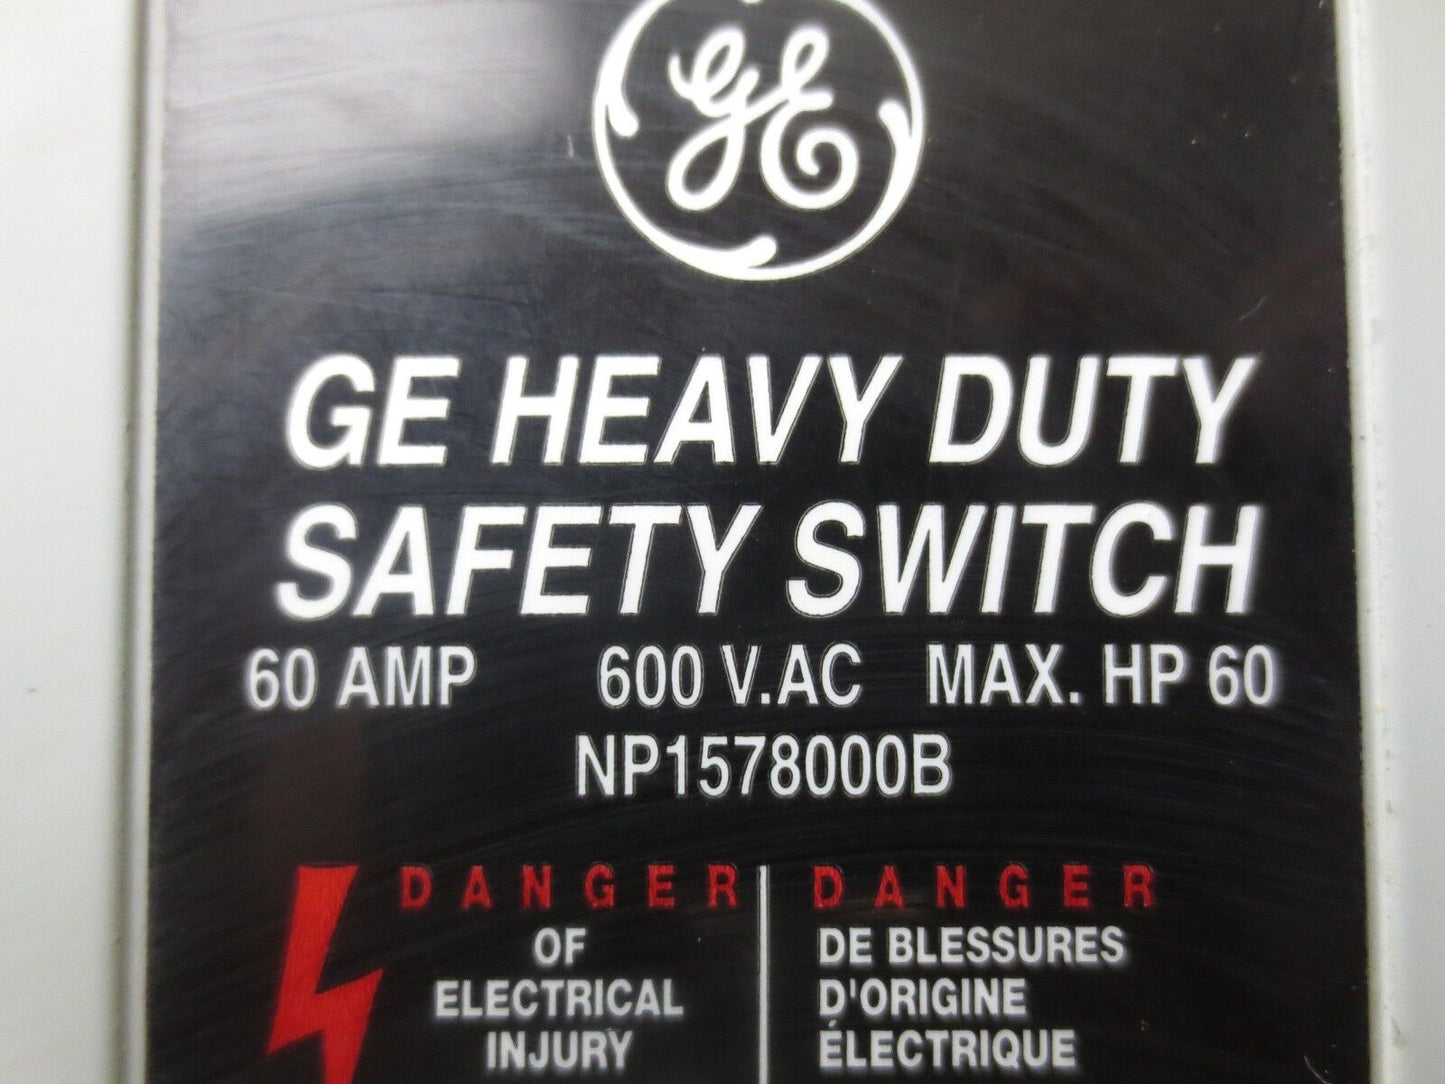 GE
GE HEAVY DUTY
SAFETY SWITCH
60 AMP 600 V.AC MAX. HP 60
NP1578000B
DANGER
OF
ELECTRICAL
INJURY
DANGER
DE BLESSURES
D'ORIGINE
ÉLECTRIQUE